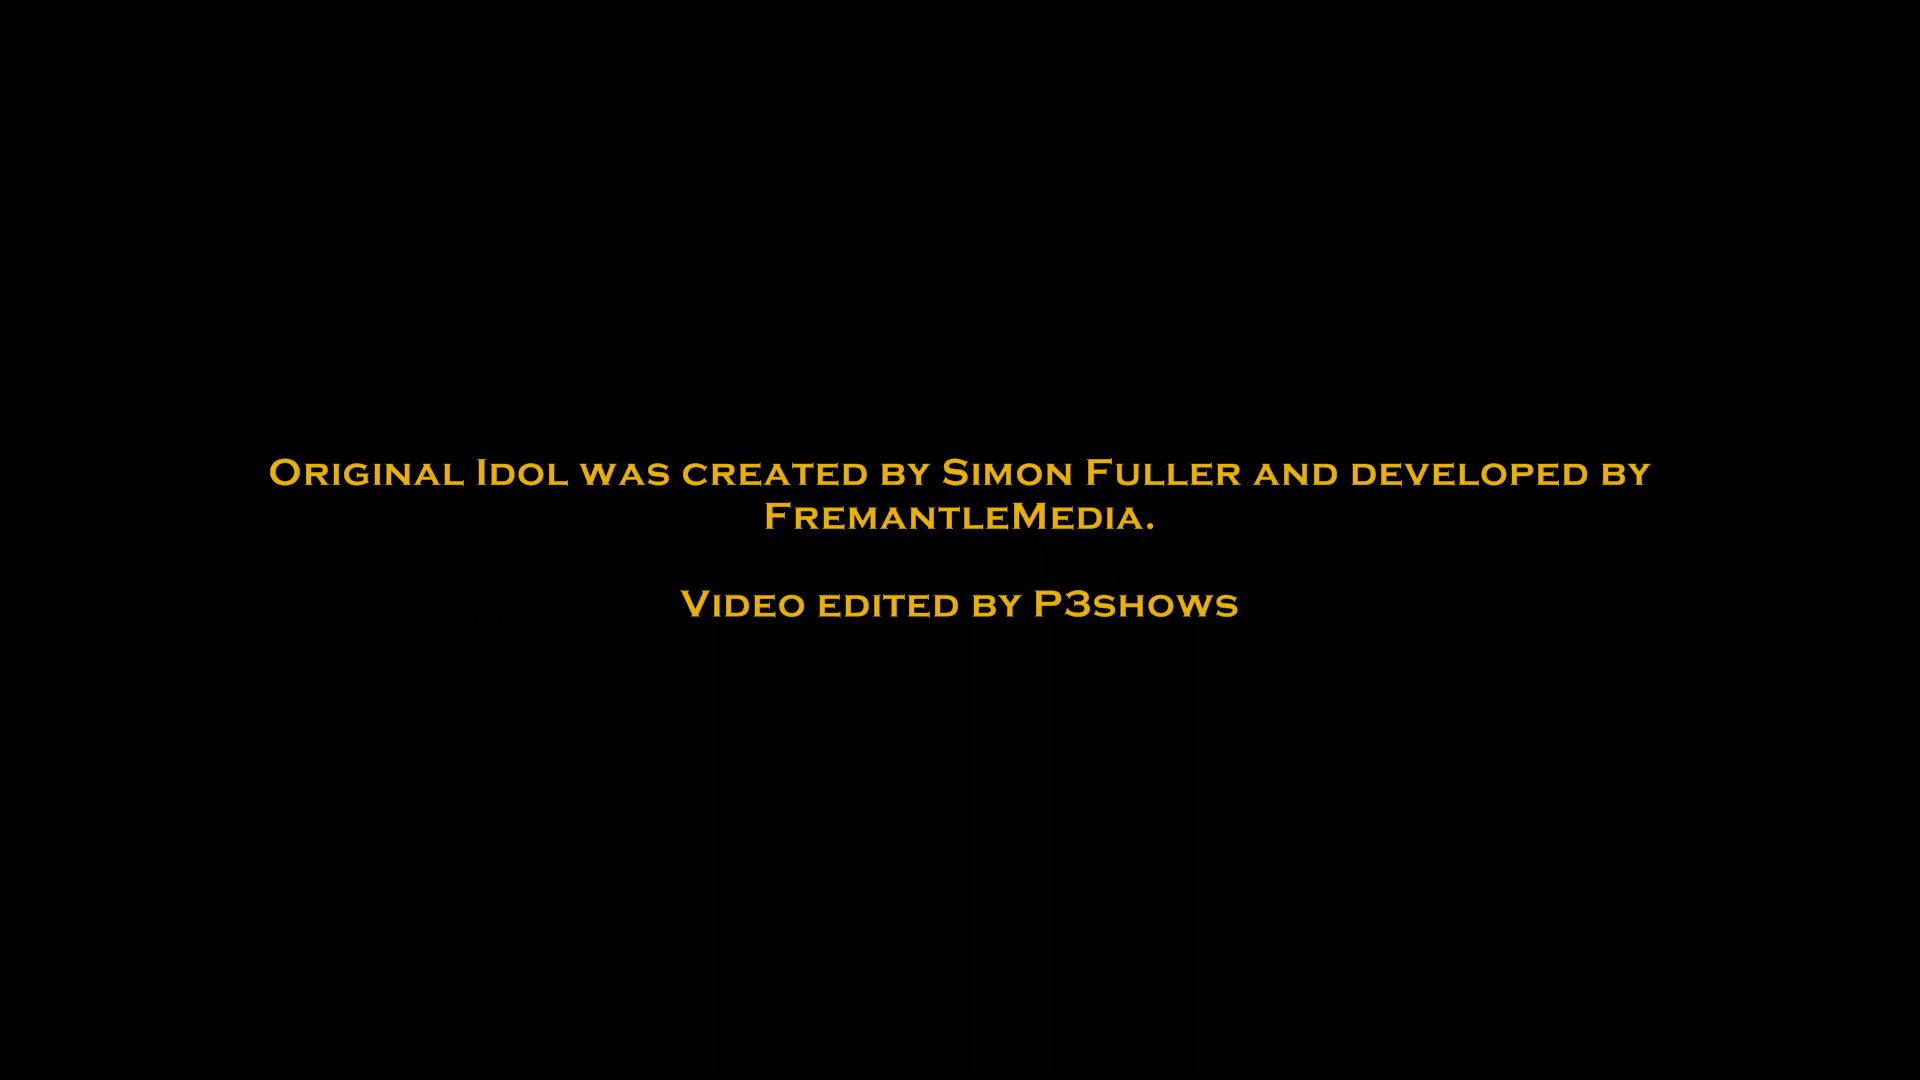 Original Idol was created by Simon Fuller and developed by
FremantleMedia.
Video edited by P3shows